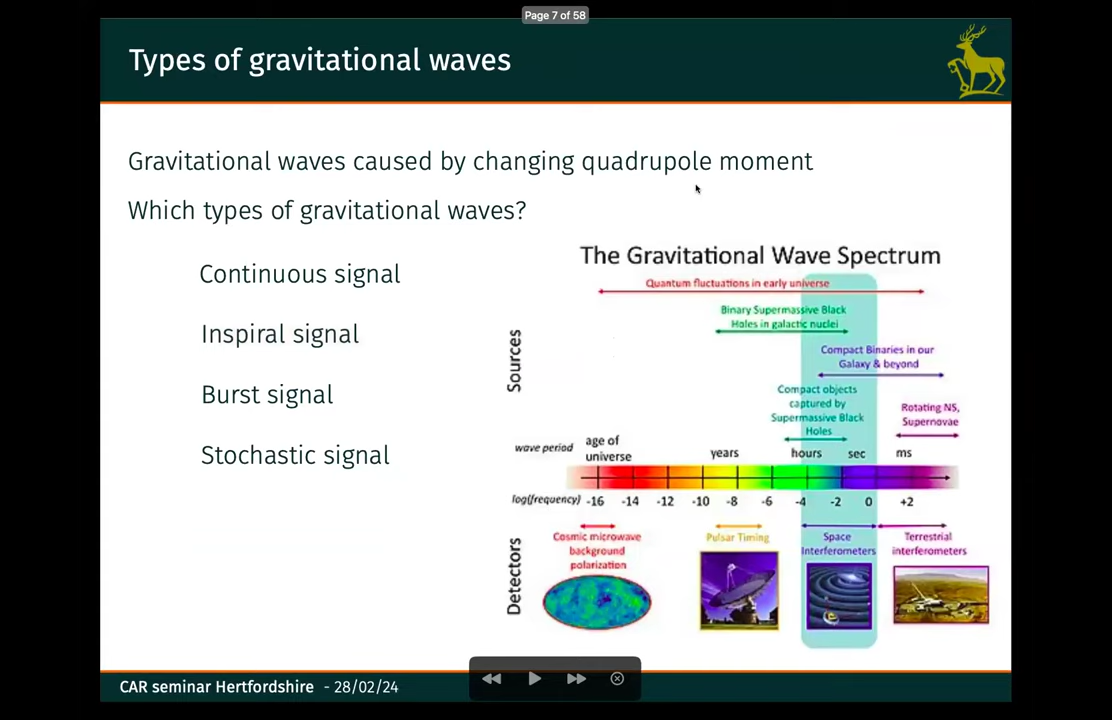 Page 7 of 58
Types of gravitational waves
Gravitational waves caused by changing quadrupole moment
Which types of gravitational waves?
Continuous signal
Inspiral signal
Burst signal
Stochastic signal
The Gravitational Wave Spectrum
Sources
Quantum fluctuations in early universe
Binary Supermassive Black
Holes in galactic nuclei
Compact Binaries in our
Galaxy & beyond
Compact objects
captured by
Supermassive Black
Holes
Rotating NS,
Supernovae
wave period
age of
universe
years
hours
sec
ms
log(frequency) -16 -14 -12 -10 -8 -6 -4 -2 0 +2
Detectors
Cosmic microwave
background
polarization
Pulsar Timing
Space
Interferometers
Terrestrial
interferometers
CAR seminar Hertfordshire - 28/02/24